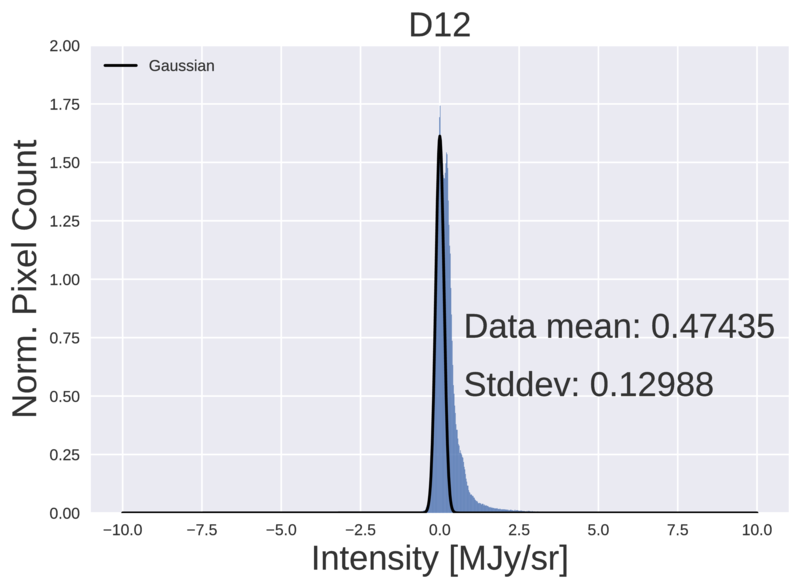 D12
2.00
Gaussian
1.75
1.50
1.25
1.00
0.75
0.50
0.25
0.00
Norm. Pixel Count
Data mean: 0.47435
Stddev: 0.12988
−10.0 −7.5 −5.0 −2.5 0.0 2.5 5.0 7.5 10.0
Intensity [MJy/sr]